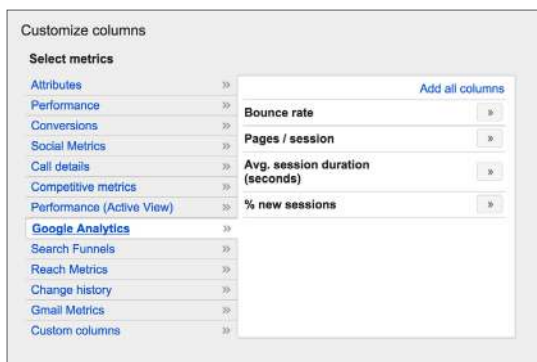 Customize columns
Select metrics
Attributes »
Performance »
Conversions »
Social Metrics »
Call details »
Competitive metrics »
Performance (Active View) »
Google Analytics »
Search Funnels »
Reach Metrics »
Change history »
Gmail Metrics »
Custom columns »
Add all columns
Bounce rate »
Pages / session »
Avg. session duration
(seconds) »
% new sessions »